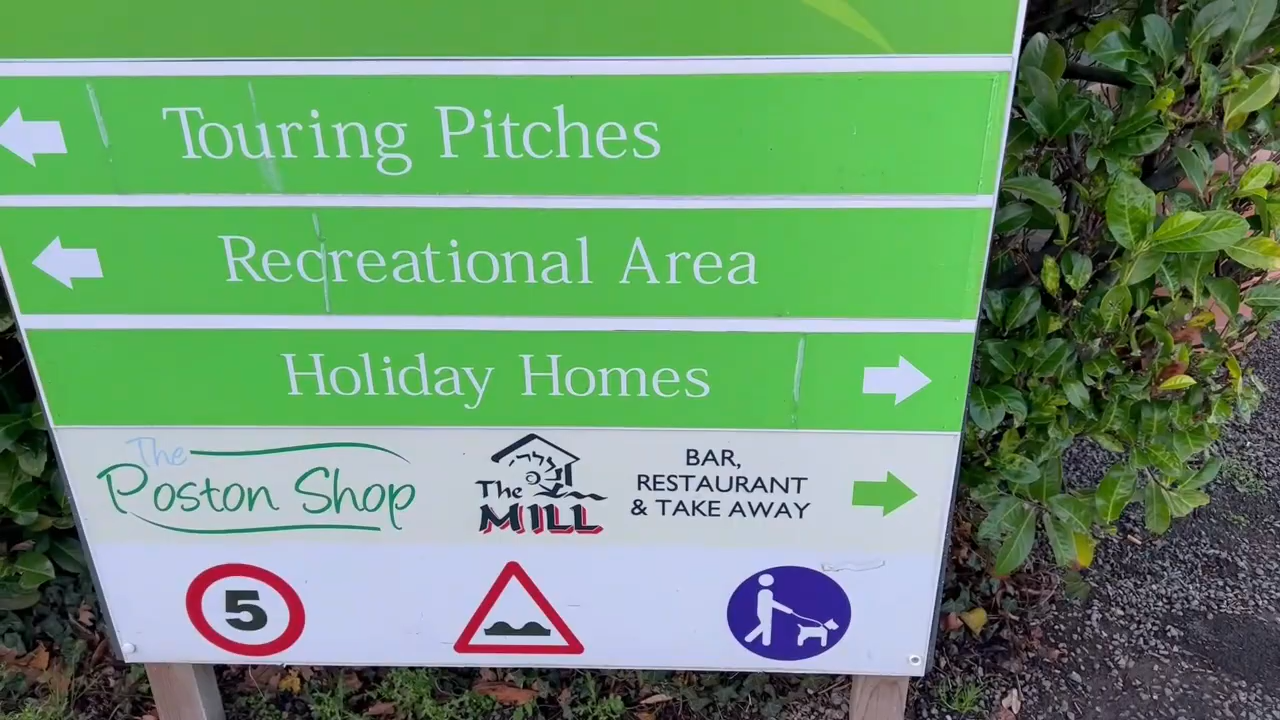 Touring Pitches
Recreational Area
Holiday Homes
The
Poston Shop
The
MILL
BAR,
RESTAURANT
& TAKE AWAY
5